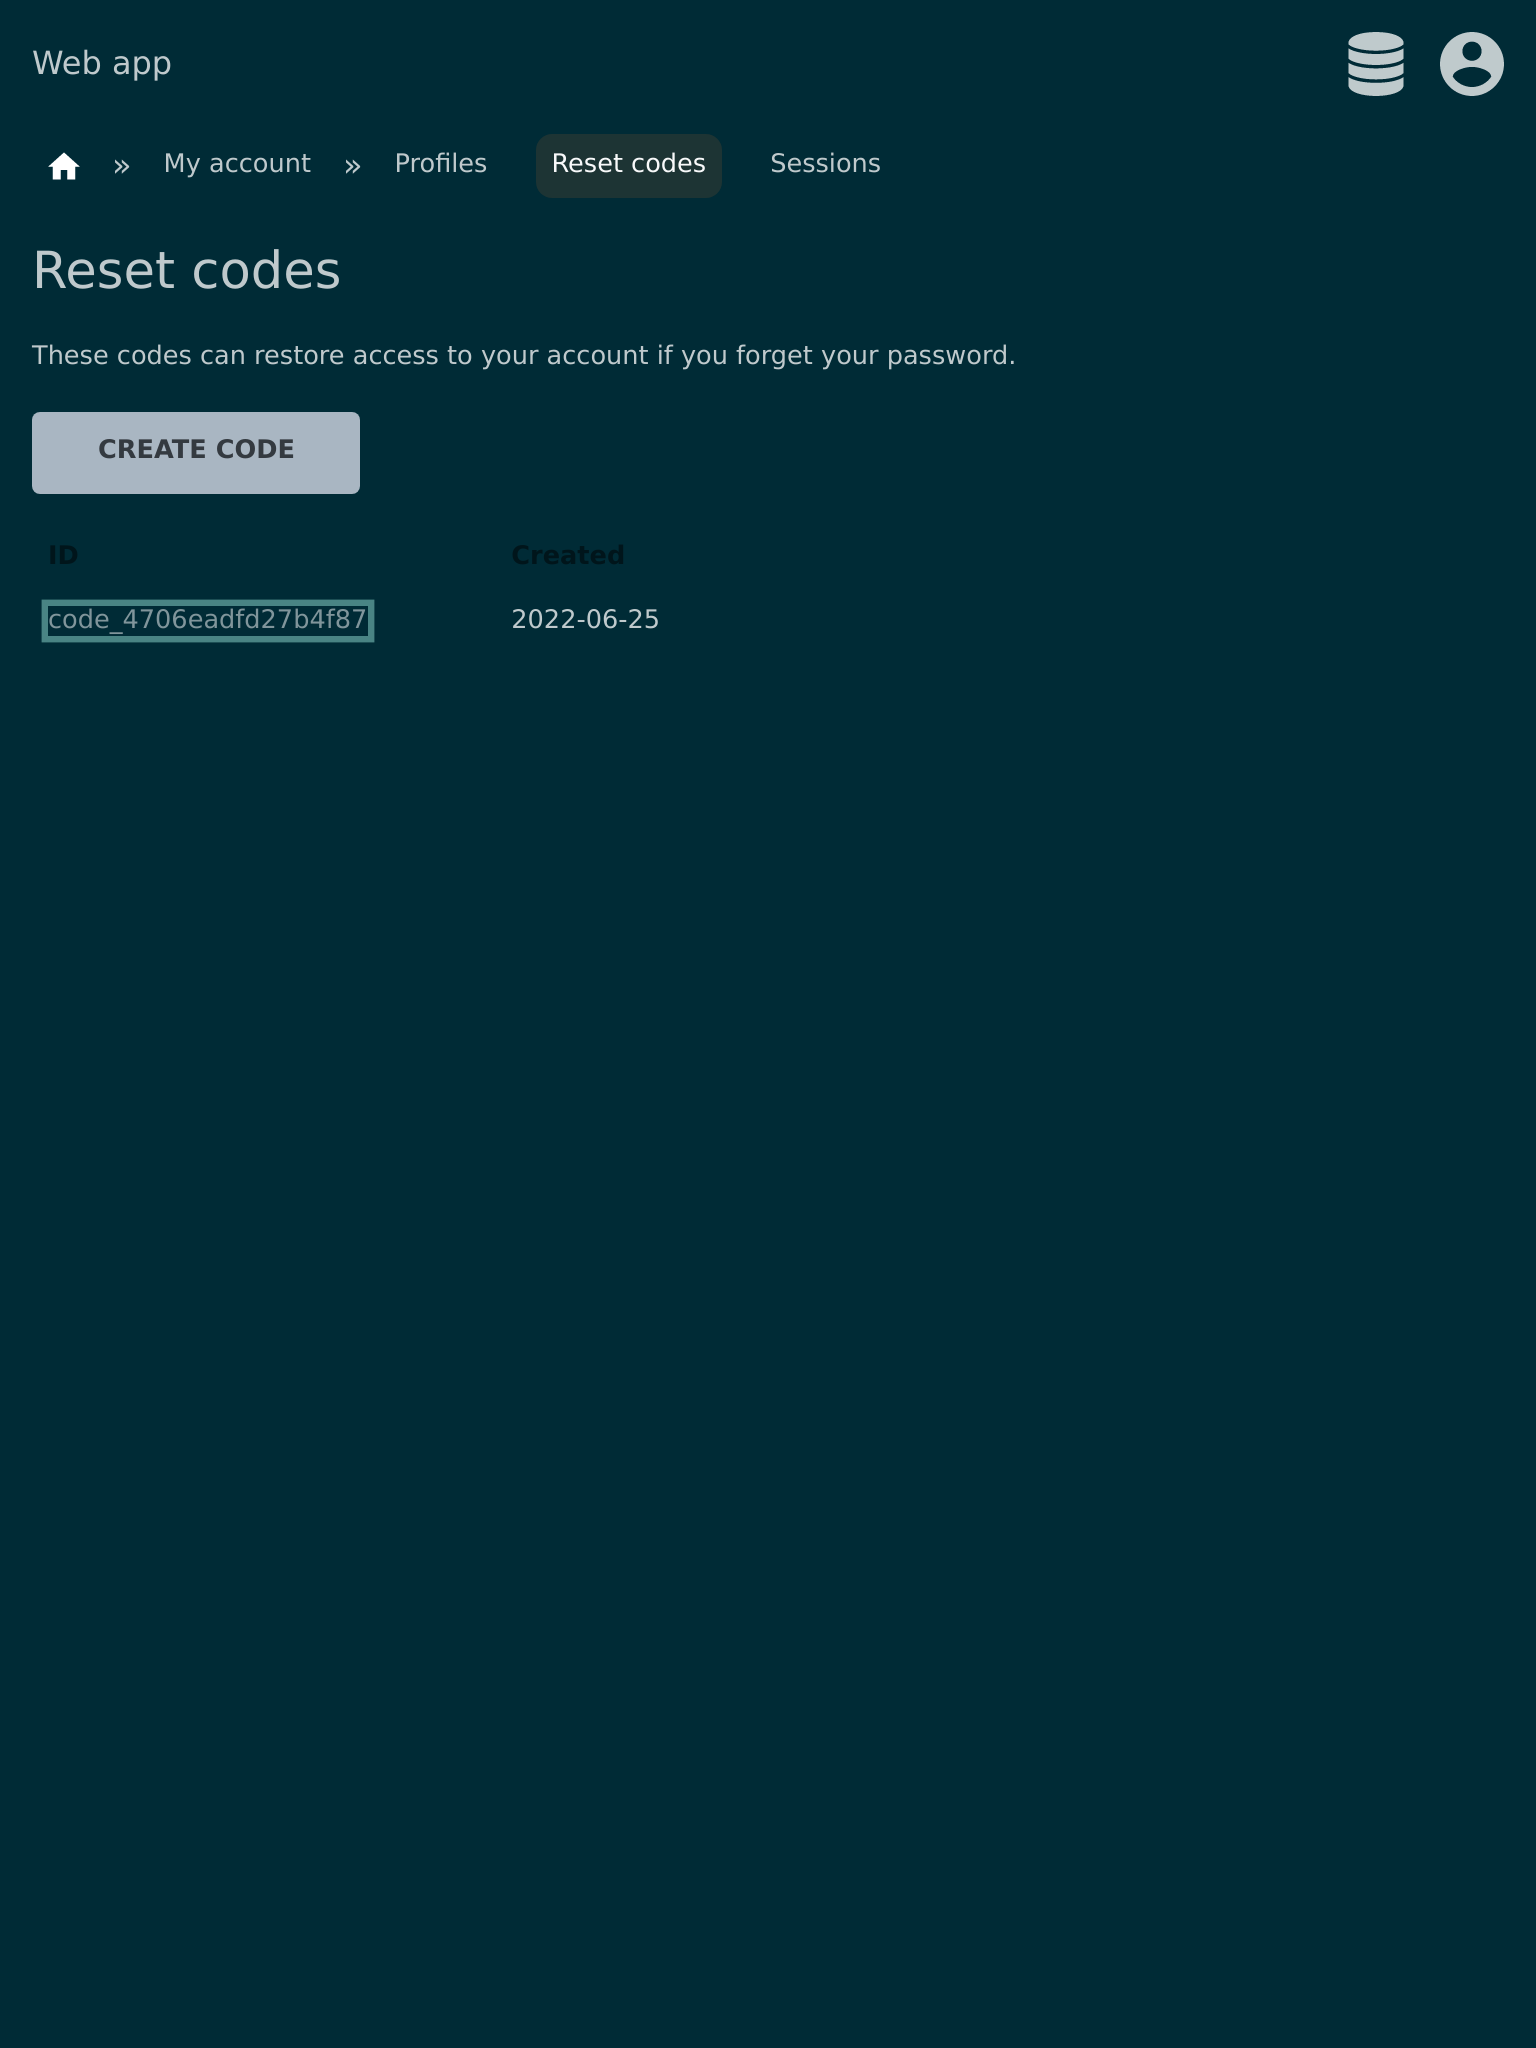 Web app
» My account » Profiles Reset codes Sessions
Reset codes
These codes can restore access to your account if you forget your password.
CREATE CODE
ID Created
code_4706eadfd27b4f87 2022-06-25